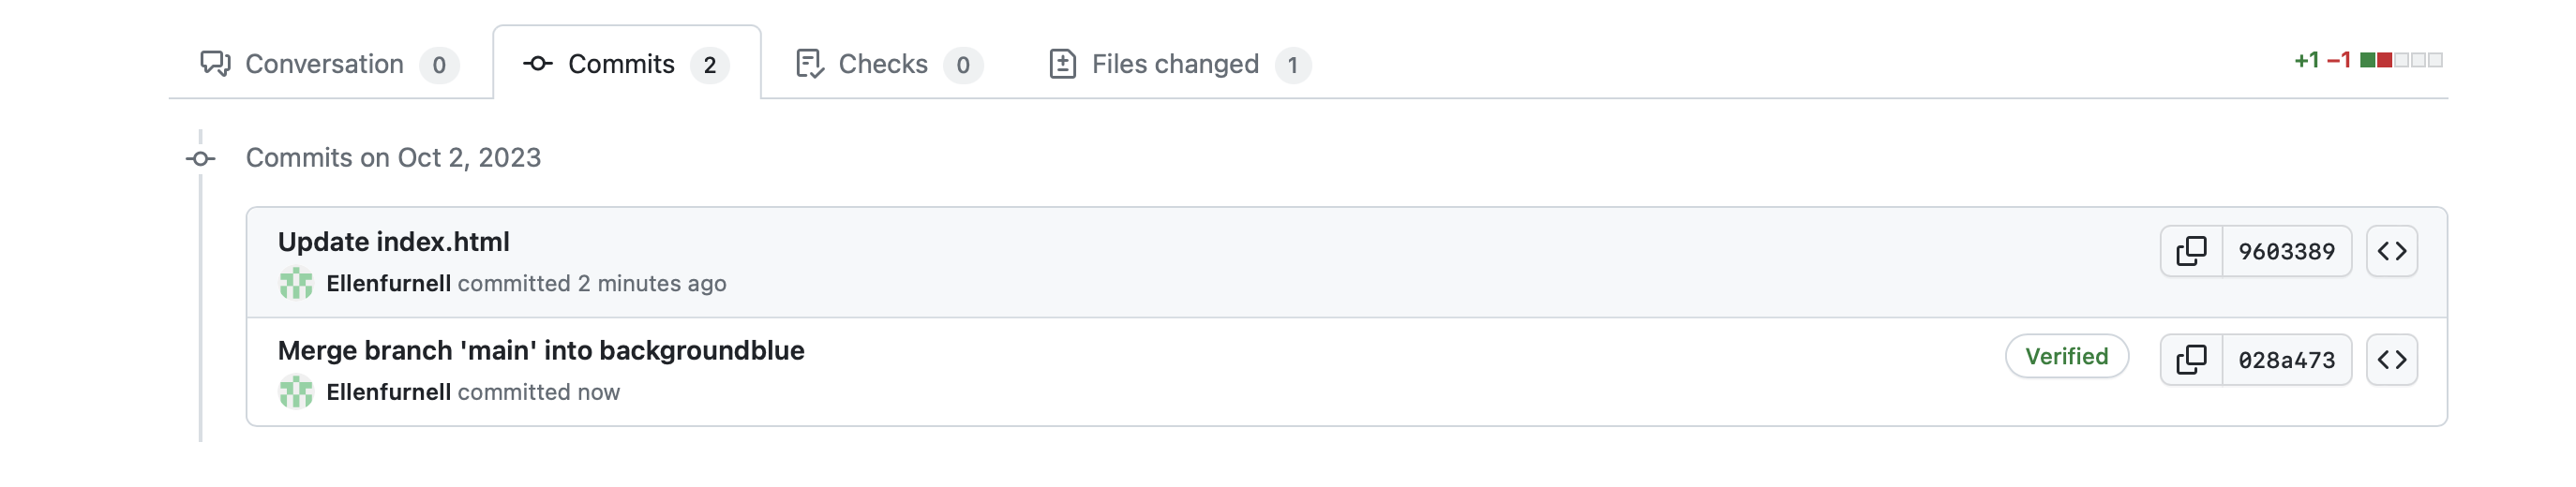 Conversation 0 Commits 2 Checks 0 Files changed 1 +1 −1
Commits on Oct 2, 2023
Update index.html
Ellenfurnell committed 2 minutes ago
9603389
Merge branch 'main' into backgroundblue
Ellenfurnell committed now
Verified 028a473